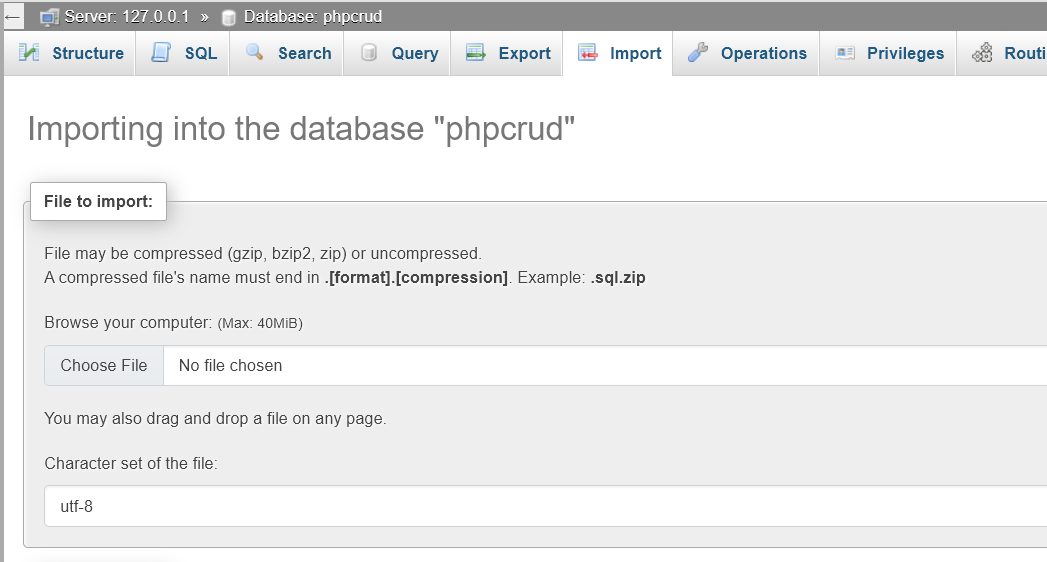 Server: 127.0.0.1 » Database: phpcrud
Structure SQL Search Query Export Import Operations Privileges Routi
Importing into the database "phpcrud"
File to import:
File may be compressed (gzip, bzip2, zip) or uncompressed.
A compressed file's name must end in .[format].[compression]. Example: .sql.zip
Browse your computer: (Max: 40MiB)
Choose File No file chosen
You may also drag and drop a file on any page.
Character set of the file:
utf-8